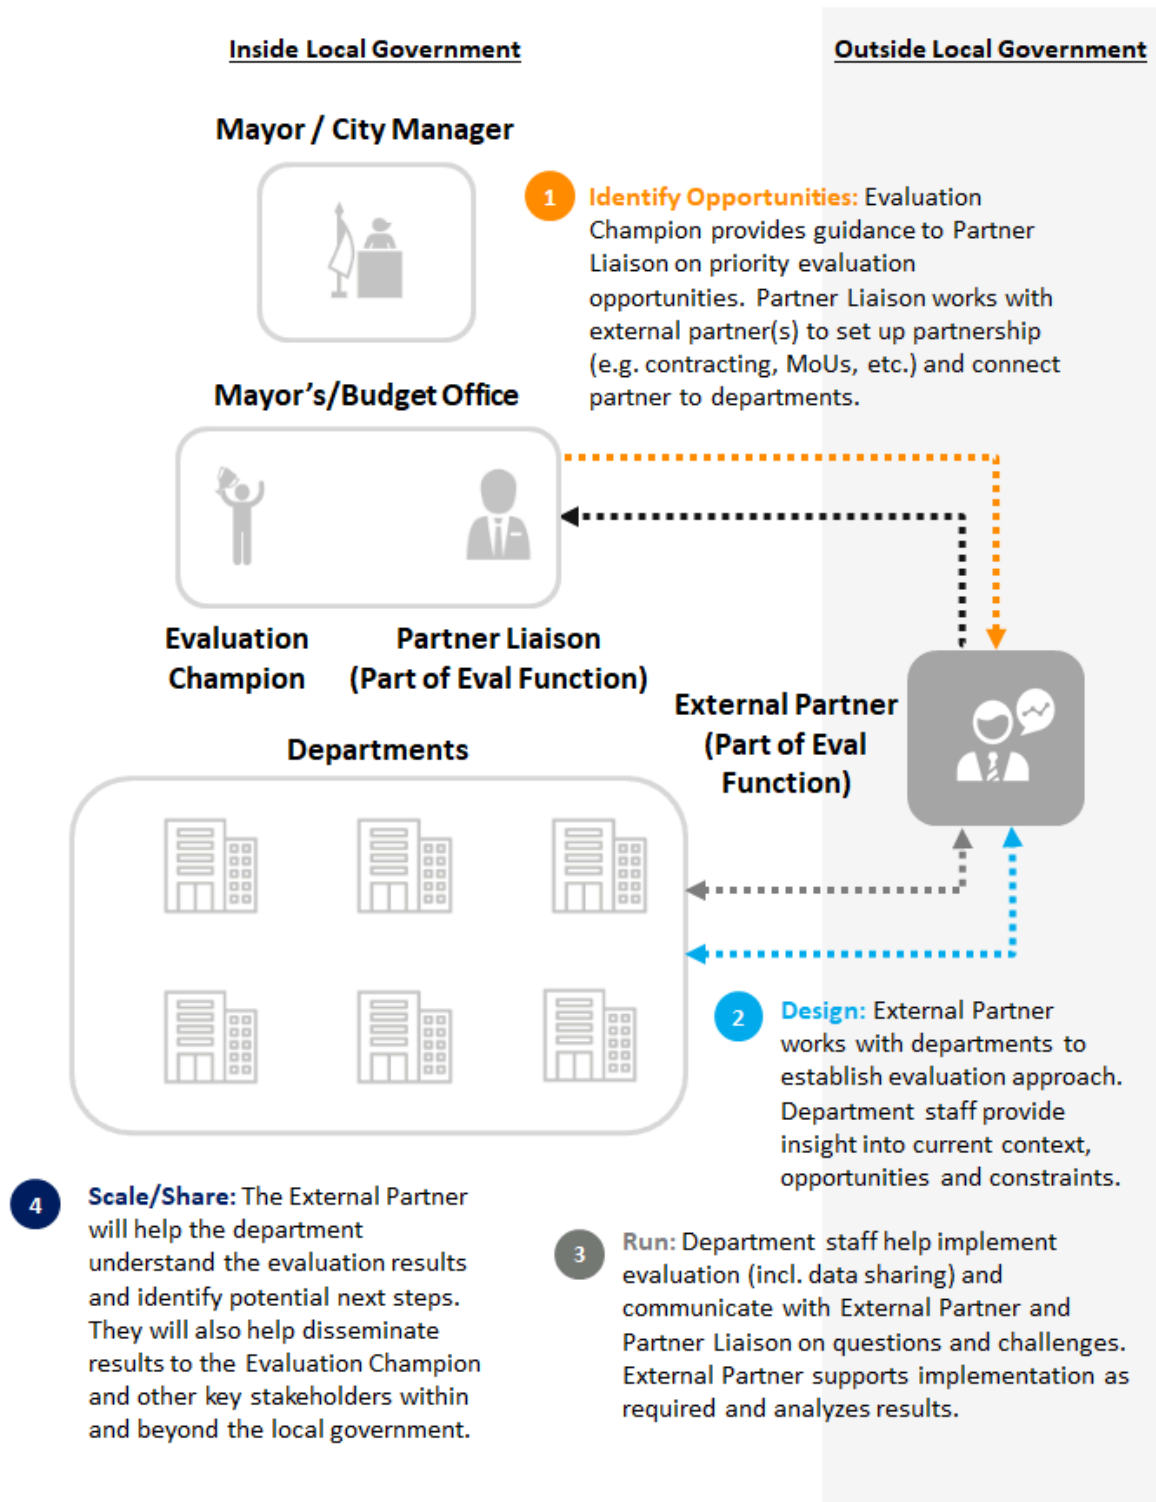 Inside Local Government
Outside Local Government
Mayor / City Manager
1
Identify Opportunities: Evaluation
Champion provides guidance to Partner
Liaison on priority evaluation
opportunities. Partner Liaison works with
external partner(s) to set up partnership
(e.g. contracting, MoUs, etc.) and connect
partner to departments.
Mayor's/Budget Office
Evaluation
Champion
Partner Liaison
(Part of Eval Function)
External Partner
(Part of Eval
Function)
Departments
2
Design: External Partner
works with departments to
establish evaluation approach.
Department staff provide
insight into current context,
opportunities and constraints.
3
Run: Department staff help implement
evaluation (incl. data sharing) and
communicate with External Partner and
Partner Liaison on questions and challenges.
External Partner supports implementation as
required and analyzes results.
4
Scale/Share: The External Partner
will help the department
understand the evaluation results
and identify potential next steps.
They will also help disseminate
results to the Evaluation Champion
and other key stakeholders within
and beyond the local government.